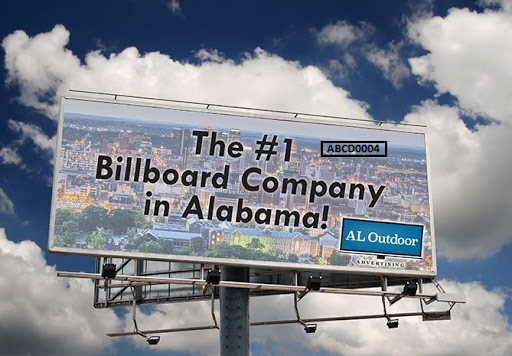 The #1
ABCD0004
Billboard Company
in Alabama!
AL Outdoor
ADVERTISING